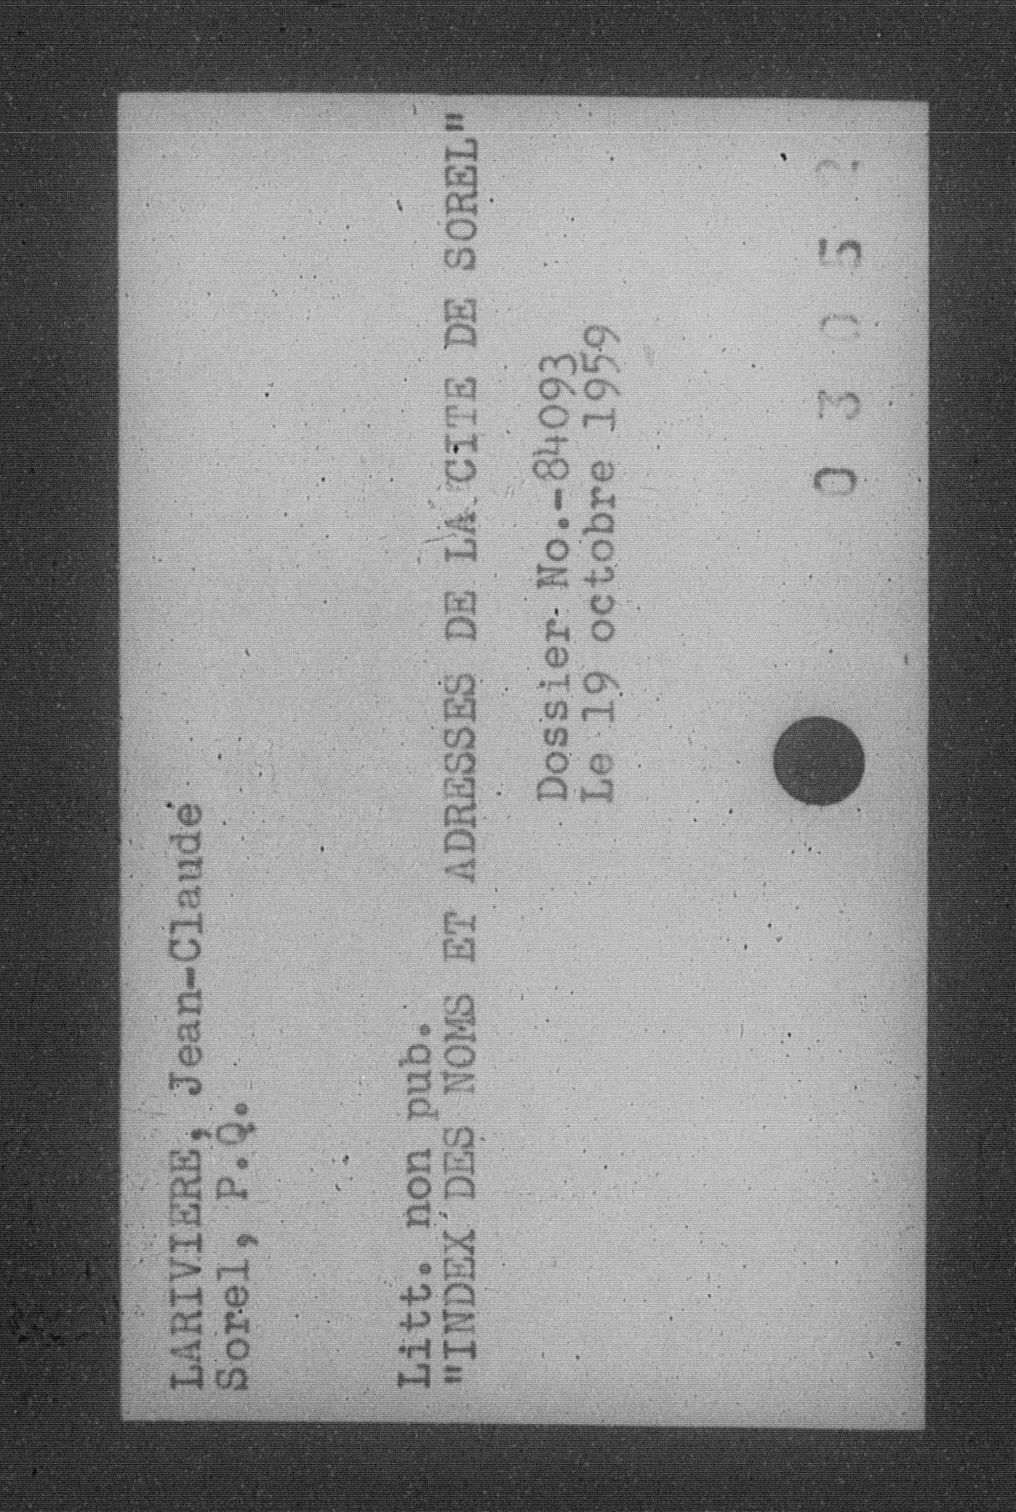 LARIVIERE, Jean-Claude
Sorel, P.Q.
Litt. non pub.
"INDEX DES NOMS ET ADRESSES DE LA CITE DE SOREL"
Dossier No.-84093
Le 19 octobre 1959